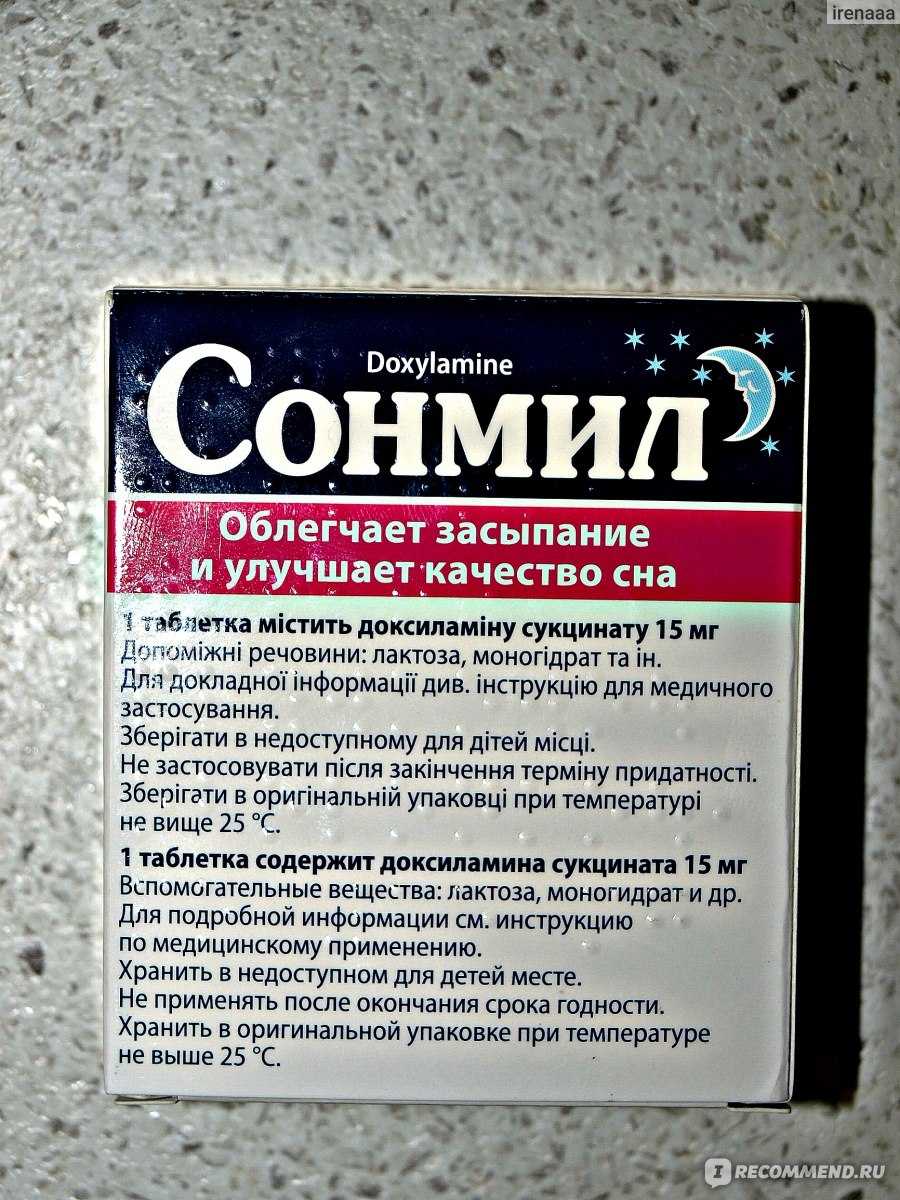 irenaaa
Doxylamine
Сонмил
Облегчает засыпание
и улучшает качество сна
1 таблетка містить доксиламіну сукцинату 15 мг
Допоміжні речовини: лактоза, моногідрат та ін.
Для докладної інформації див. інструкцію для медичного
застосування.
Зберігати в недоступному для дітей місці.
Не застосовувати після закінчення терміну придатності.
Зберігати в оригінальній упаковці при температурі
не вище 25 °С.
1 таблетка содержит доксиламина сукцината 15 мг
Вспомогательные вещества: лактоза, моногидрат и др.
Для подробной информации см. инструкцию
по медицинскому применению.
Хранить в недоступном для детей месте.
Не применять после окончания срока годности.
Хранить в оригинальной упаковке при температуре
не выше 25 °С.
IRECOMMEND.RU